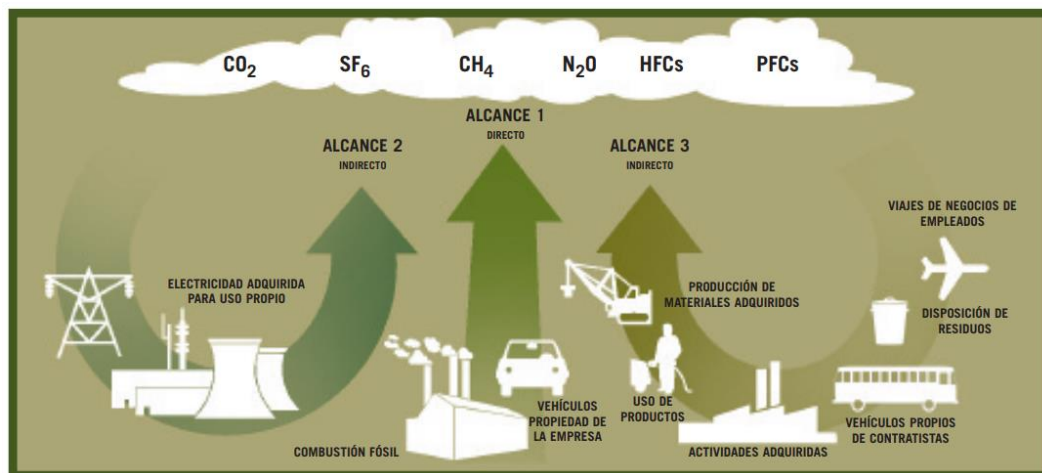 CO2 SF6 CH4 N2O HFCs PFCs
ALCANCE 1
DIRECTO
ALCANCE 2
INDIRECTO
ALCANCE 3
INDIRECTO
ELECTRICIDAD ADQUIRIDA
PARA USO PROPIO
COMBUSTIÓN FÓSIL
VEHÍCULOS
PROPIEDAD DE
LA EMPRESA
PRODUCCIÓN DE
MATERIALES ADQUIRIDOS
USO DE
PRODUCTOS
ACTIVIDADES ADQUIRIDAS
VIAJES DE NEGOCIOS DE
EMPLEADOS
DISPOSICIÓN DE
RESIDUOS
VEHÍCULOS PROPIOS
DE CONTRATISTAS